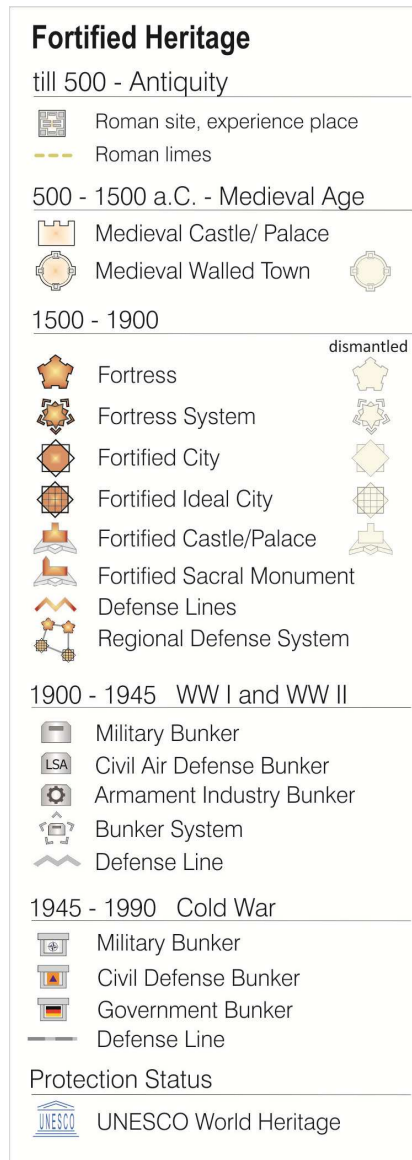 Fortified Heritage
till 500 - Antiquity
Roman site, experience place
Roman limes
500 - 1500 a.C. - Medieval Age
Medieval Castle/ Palace
Medieval Walled Town
1500 - 1900
dismantled
Fortress
Fortress System
Fortified City
Fortified Ideal City
Fortified Castle/Palace
Fortified Sacral Monument
Defense Lines
Regional Defense System
1900 - 1945 WW I and WW II
Military Bunker
LSA Civil Air Defense Bunker
Armament Industry Bunker
Bunker System
Defense Line
1945 - 1990 Cold War
Military Bunker
Civil Defense Bunker
Government Bunker
Defense Line
Protection Status
UNESCO UNESCO World Heritage